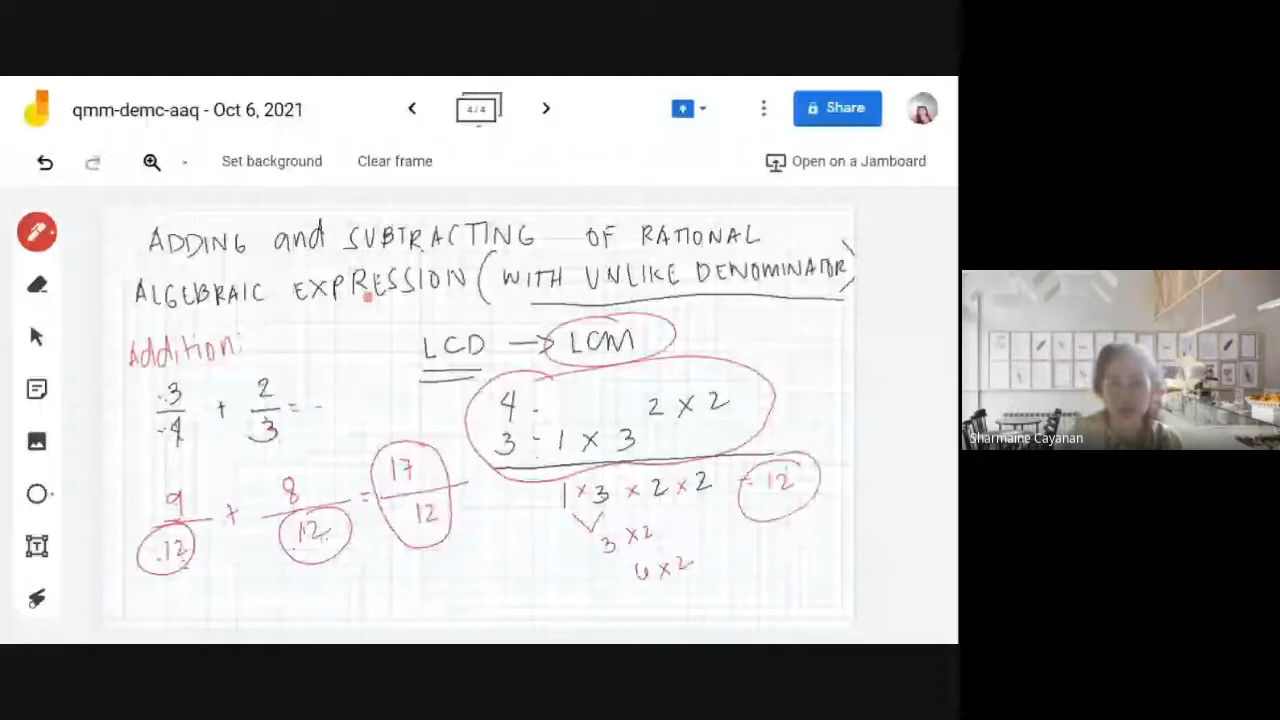 qmm-demc-aaq - Oct 6, 2021
4/4
Share
Set background
Clear frame
Open on a Jamboard
ADDING and SUBTRACTING OF RATIONAL
ALGEBRAIC EXPRESSION (WITH UNLIKE DENOMINATOR)
Addition:
LCD → LCM
3/4 + 2/3 =
4 - 2 x 2
3 - 1 x 3
1 x 3 x 2 x 2 = 12
3 x 2
6 x 2
9/12 + 8/12 = 17/12
Sharmaine Cayanan